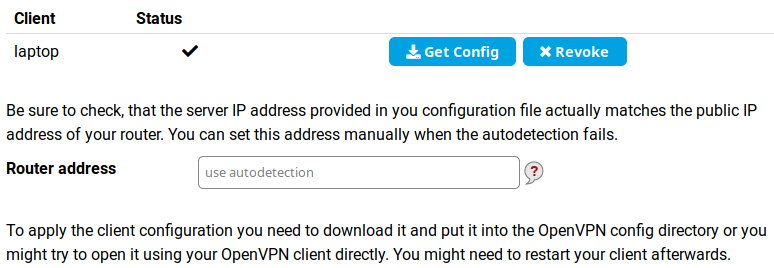 Client Status
laptop Get Config Revoke
Be sure to check, that the server IP address provided in you configuration file actually matches the public IP
address of your router. You can set this address manually when the autodetection fails.
Router address use autodetection ?
To apply the client configuration you need to download it and put it into the OpenVPN config directory or you
might try to open it using your OpenVPN client directly. You might need to restart your client afterwards.